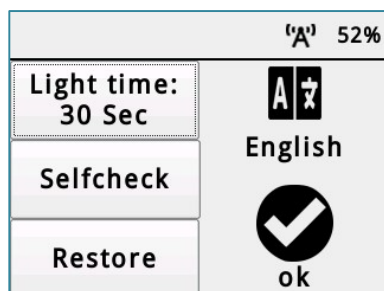 52%
Light time:
30 Sec
English
Selfcheck
Restore
ok